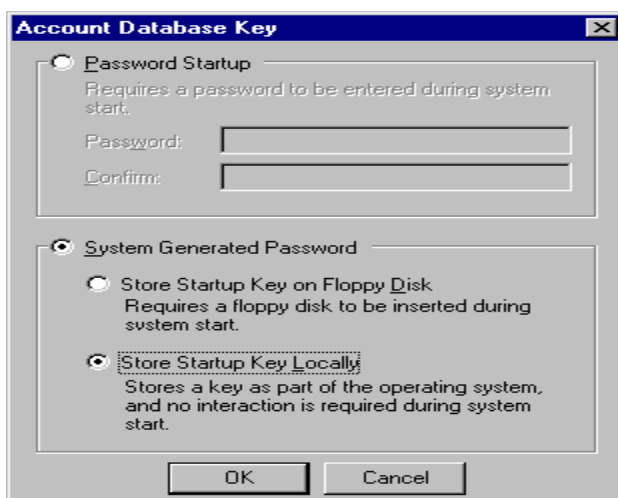 Account Database Key
Password Startup
Requires a password to be entered during system
start.
Password:
Confirm:
System Generated Password
Store Startup Key on Floppy Disk
Requires a floppy disk to be inserted during
system start.
Store Startup Key Locally
Stores a key as part of the operating system,
and no interaction is required during system
start.
OK
Cancel